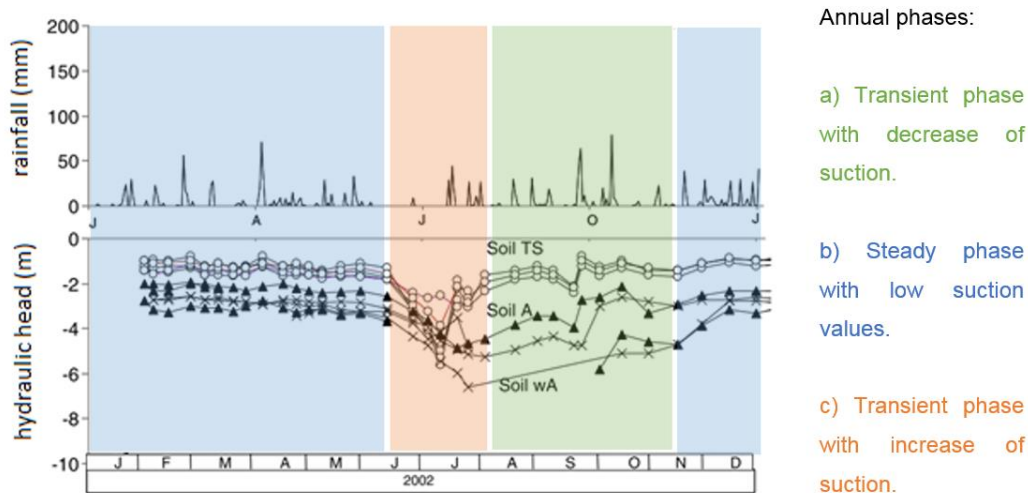 200
150
100
50
0
rainfall (mm)
J A J O J
0
-2
-4
-6
-8
-10
hydraulic head (m)
Soil TS
Soil A
Soil wA
J F M A M J J A S O N D
2002
Annual phases:
a) Transient phase
with decrease of
suction.
b) Steady phase
with low suction
values.
c) Transient phase
with increase of
suction.